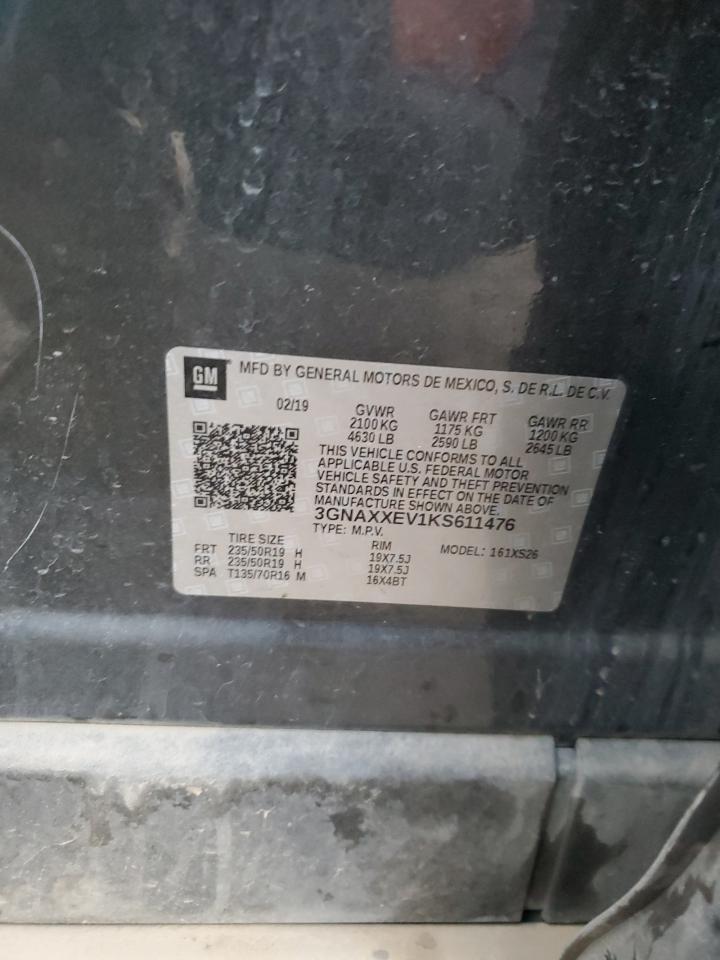 GM MFD BY GENERAL MOTORS DE MEXICO, S. DE R.L. DE C.V.
02/19 GVWR GAWR FRT GAWR RR
2100 KG 1175 KG 1200 KG
4630 LB 2590 LB 2645 LB
THIS VEHICLE CONFORMS TO ALL
APPLICABLE U.S. FEDERAL MOTOR
VEHICLE SAFETY AND THEFT PREVENTION
STANDARDS IN EFFECT ON THE DATE OF
MANUFACTURE SHOWN ABOVE.
3GNAXXEV1KS611476
TYPE: M.P.V. MODEL: 161XS26
TIRE SIZE RIM
FRT 235/50R19 H 19X7.5J
RR 235/50R19 H 19X7.5J
SPA T135/70R16 M 16X4BT